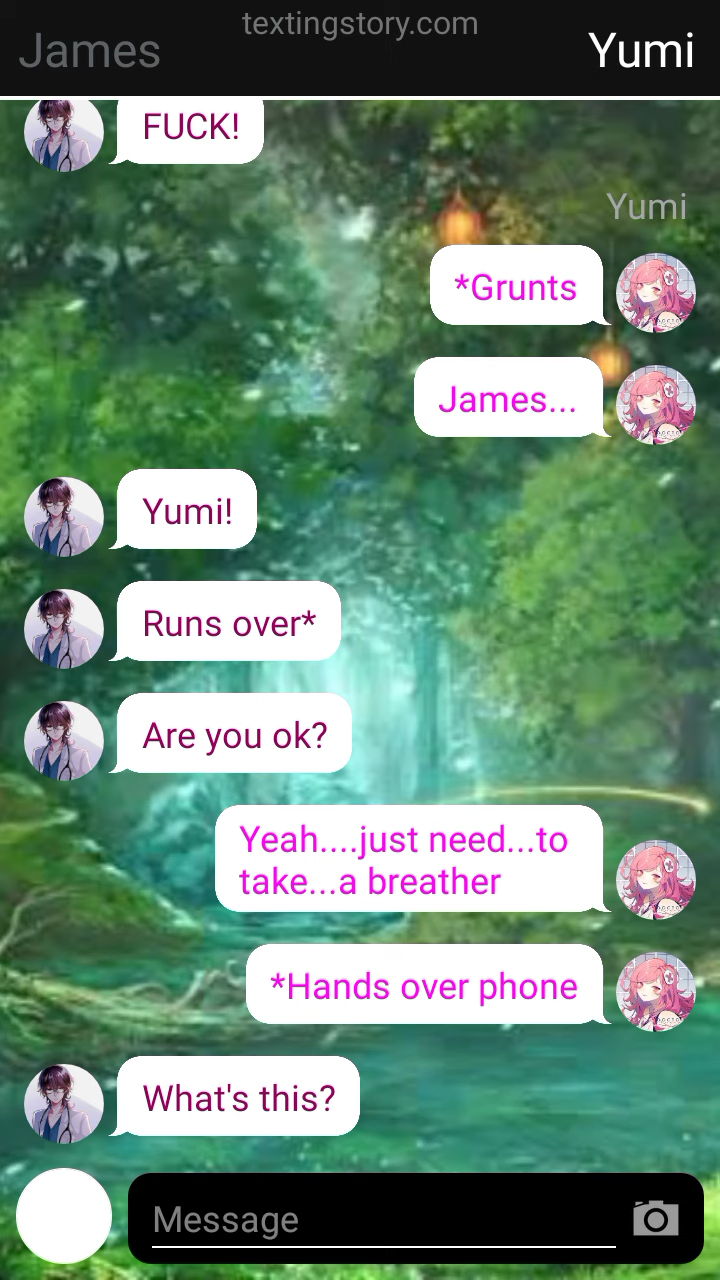 textingstory.com
James
Yumi
FUCK!
Yumi
*Grunts
James...
Yumi!
Runs over*
Are you ok?
Yeah....just need...to
take...a breather
*Hands over phone
What's this?
Message